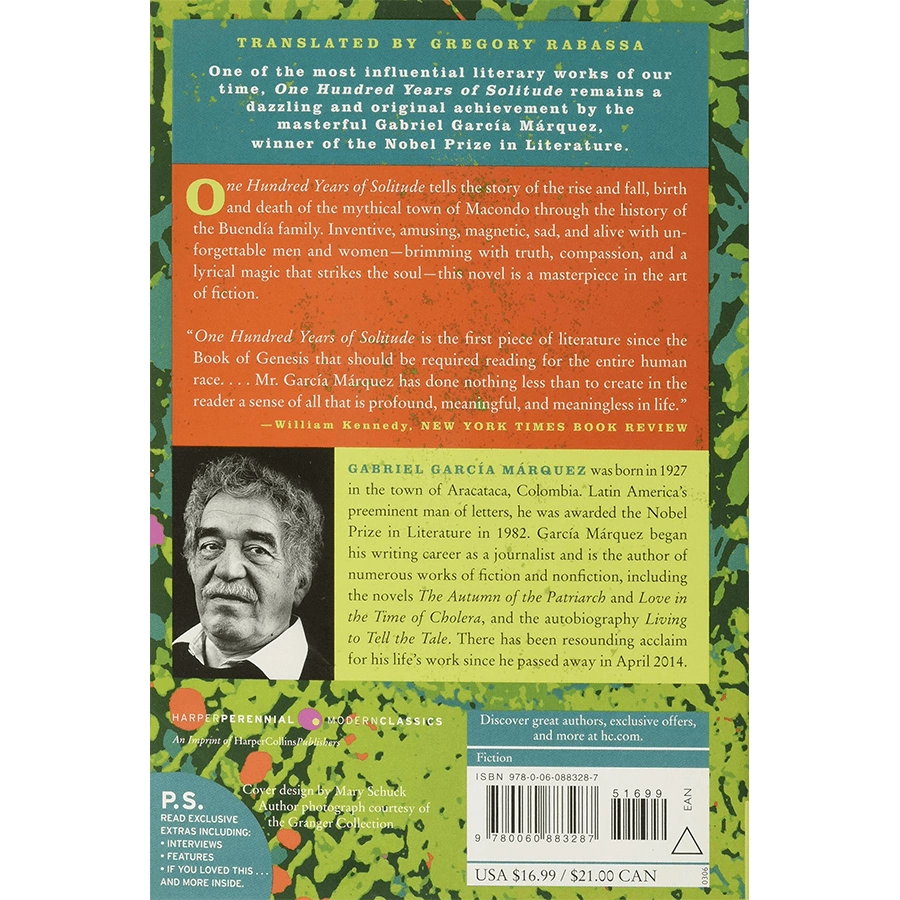 TRANSLATED BY GREGORY RABASSA
One of the most influential literary works of our
time, One Hundred Years of Solitude remains a
dazzling and original achievement by the
masterful Gabriel García Márquez,
winner of the Nobel Prize in Literature.
One Hundred Years of Solitude tells the story of the rise and fall, birth
and death of the mythical town of Macondo through the history of
the Buendía family. Inventive, amusing, magnetic, sad, and alive with un-
forgettable men and women—brimming with truth, compassion, and a
lyrical magic that strikes the soul—this novel is a masterpiece in the art
of fiction.
“One Hundred Years of Solitude is the first piece of literature since the
Book of Genesis that should be required reading for the entire human
race. . . . Mr. García Márquez has done nothing less than to create in the
reader a sense of all that is profound, meaningful, and meaningless in life.”
—William Kennedy, NEW YORK TIMES BOOK REVIEW
GABRIEL GARCÍA MÁRQUEZ was born in 1927
in the town of Aracataca, Colombia. Latin America’s
preeminent man of letters, he was awarded the Nobel
Prize in Literature in 1982. García Márquez began
his writing career as a journalist and is the author of
numerous works of fiction and nonfiction, including
the novels The Autumn of the Patriarch and Love in
the Time of Cholera, and the autobiography Living
to Tell the Tale. There has been resounding acclaim
for his life’s work since he passed away in April 2014.
HARPERPERENNIAL MODERNCLASSICS
An Imprint of HarperCollinsPublishers
Cover design by Mary Schuck
Author photograph courtesy of
the Granger Collection
P.S.
READ EXCLUSIVE
EXTRAS INCLUDING:
• INTERVIEWS
• FEATURES
• IF YOU LOVED THIS . . .
AND MORE INSIDE.
Discover great authors, exclusive offers,
and more at hc.com.
Fiction
ISBN 978-0-06-088328-7
51699
EAN
9 780060 883287
USA $16.99 / $21.00 CAN
0306